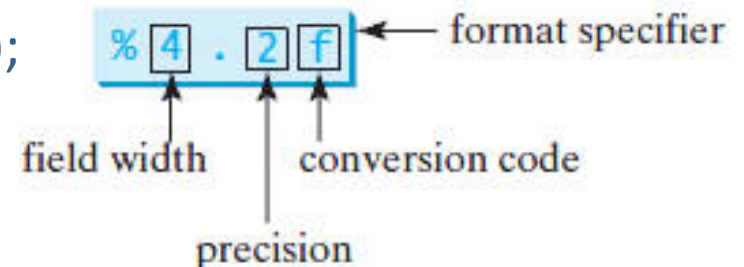 );
%4.2f
format specifier
field width
conversion code
precision